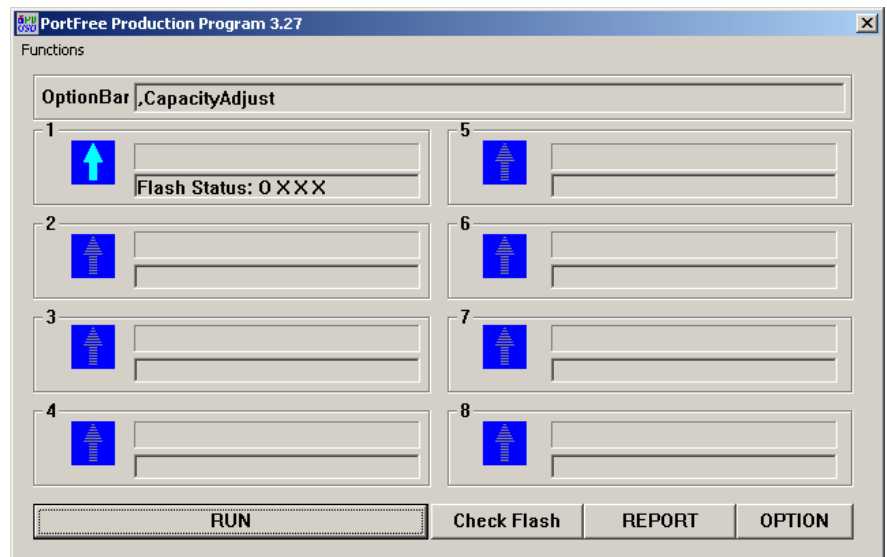 PortFree Production Program 3.27
Functions
OptionBar ,CapacityAdjust
1
Flash Status: O X X X
2
3
4
5
6
7
8
RUN Check Flash REPORT OPTION